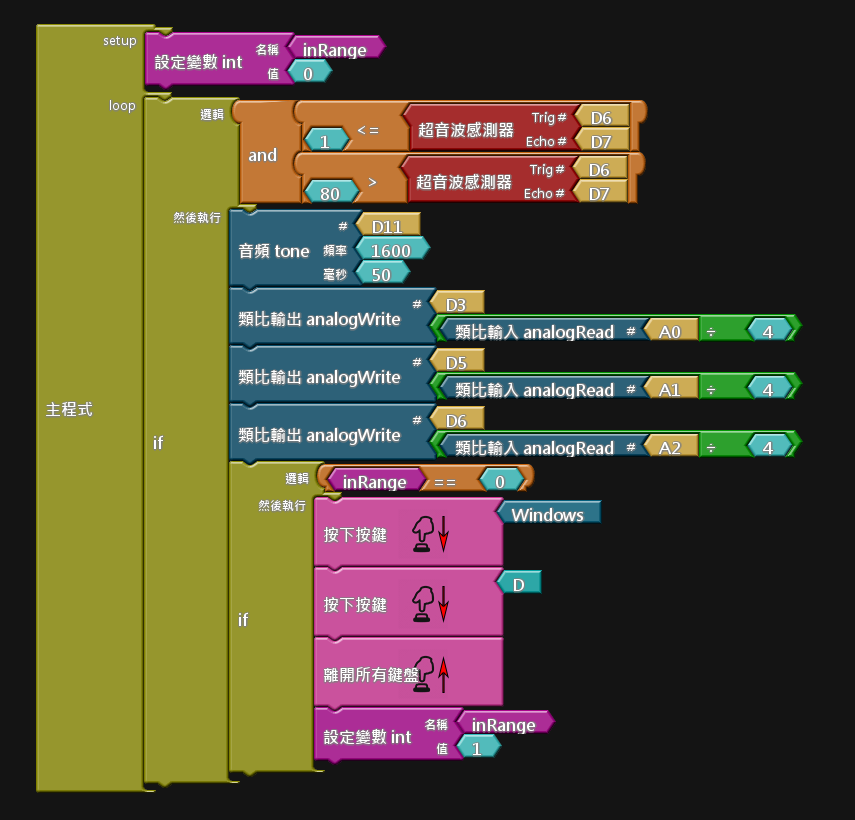 setup
設定變數 int 名稱 inRange
值 0
loop
邏輯 and 1 <= 超音波感測器 Trig # D6
Echo # D7
80 > 超音波感測器 Trig # D6
Echo # D7
然後執行
音頻 tone # D11
頻率 1600
毫秒 50
類比輸出 analogWrite # D3
類比輸入 analogRead # A0 ÷ 4
類比輸出 analogWrite # D5
類比輸入 analogRead # A1 ÷ 4
主程式
類比輸出 analogWrite # D6
if
類比輸入 analogRead # A2 ÷ 4
邏輯 inRange == 0
然後執行
按下按鍵 Windows
按下按鍵 D
if
離開所有鍵盤
設定變數 int 名稱 inRange
值 1